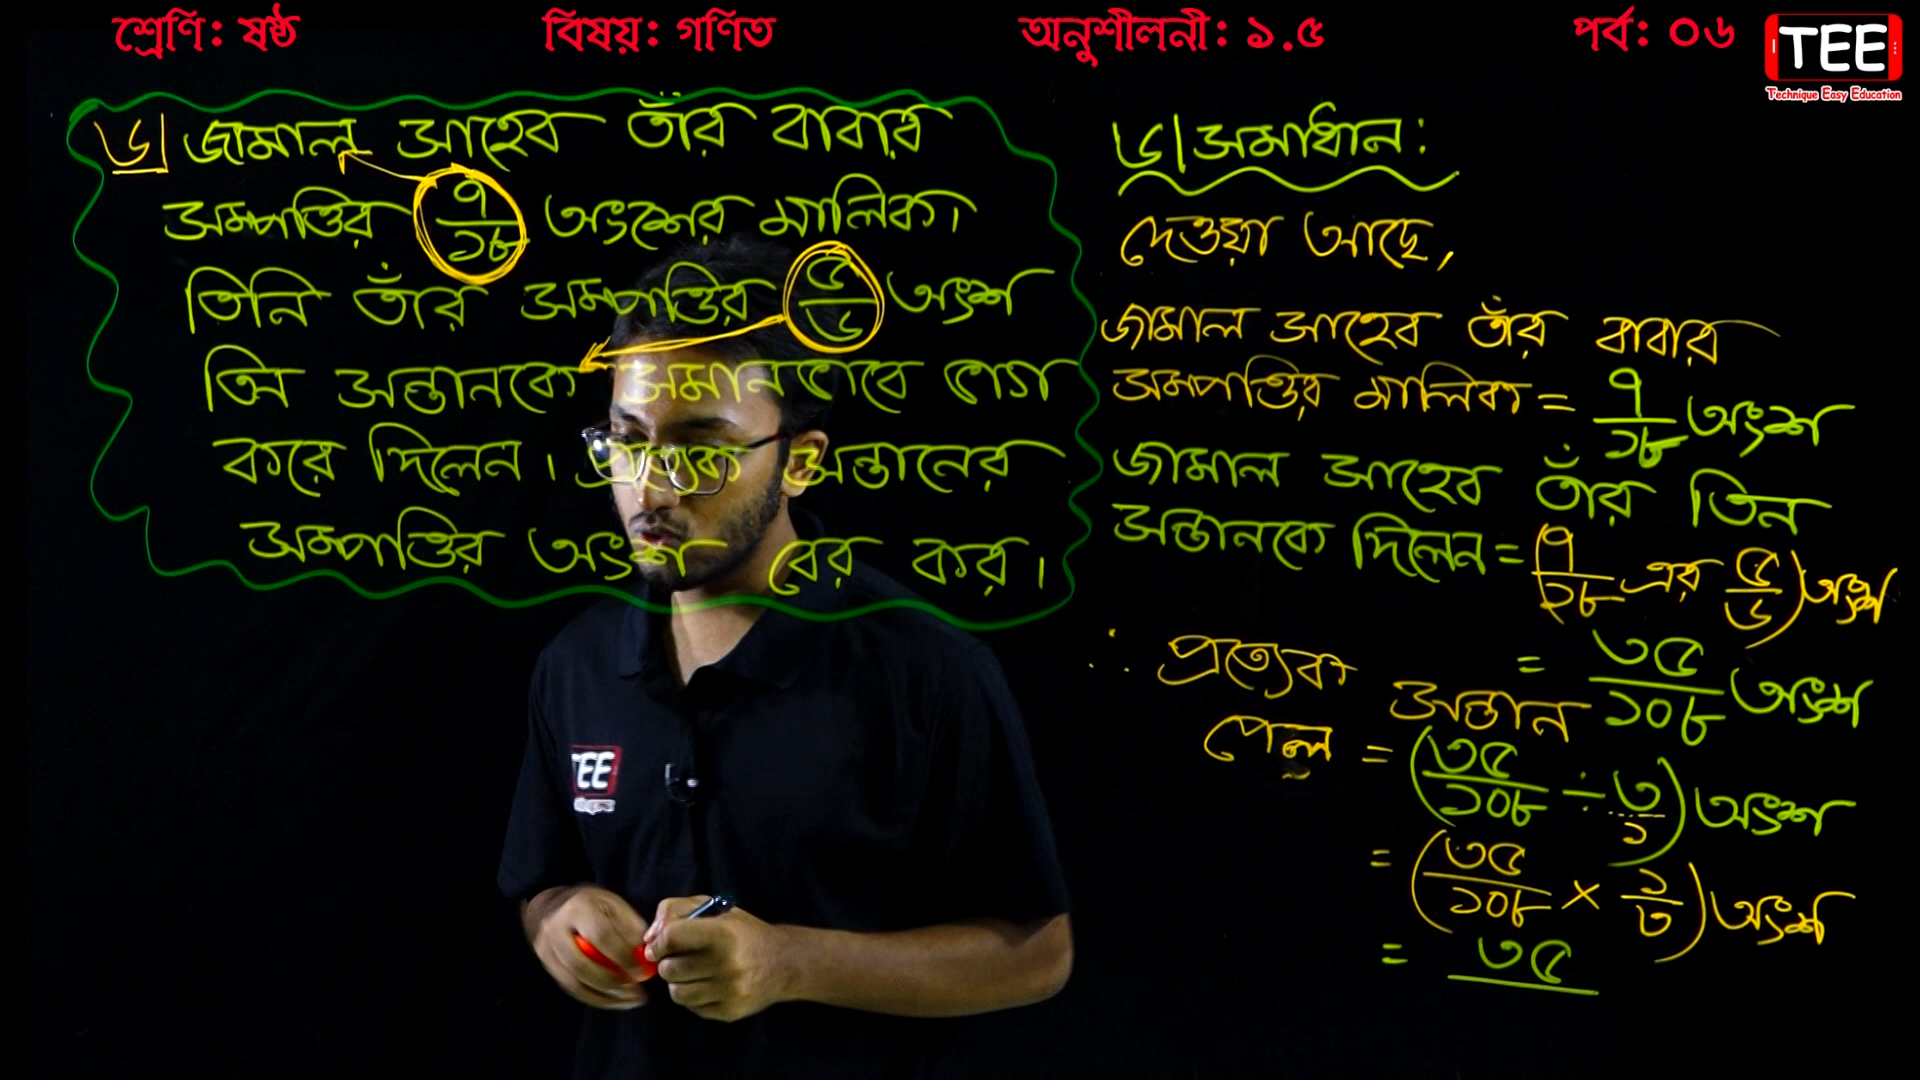 শ্রেণি: ষষ্ঠ বিষয়: গণিত অনুশীলনী: ১.৫ পর্ব: ০৬
TEE
Technique Easy Education
৬| জামাল সাহেব তাঁর বাবার
সম্পত্তির ৭/১৮ অংশের মালিক।
তিনি তাঁর সম্পত্তির ৫/৬ অংশ
তিন সন্তানকে সমানভাবে ভাগ
করে দিলেন। প্রত্যেক সন্তানের
সম্পত্তির অংশ বের কর।
৬| সমাধান:
দেওয়া আছে,
জামাল সাহেব তাঁর বাবার
সম্পত্তির মালিক = ৭/১৮ অংশ
জামাল সাহেব তাঁর তিন
সন্তানকে দিলেন = (৭/১৮ এর ৫/৬) অংশ
= ৩৫/১০৮ অংশ
∴ প্রত্যেক সন্তান
পেল = (৩৫/১০৮ ÷ ৩/১) অংশ
= (৩৫/১০৮ × ১/৩) অংশ
= ৩৫
TEE